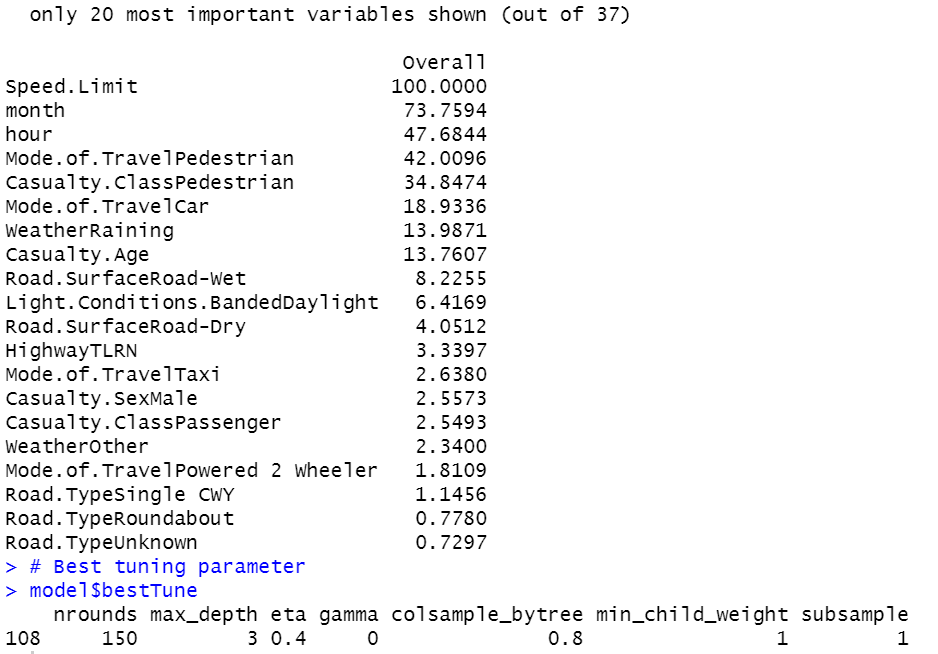 only 20 most important variables shown (out of 37)
Overall
Speed.Limit 100.0000
month 73.7594
hour 47.6844
Mode.of.TravelPedestrian 42.0096
Casualty.ClassPedestrian 34.8474
Mode.of.TravelCar 18.9336
WeatherRaining 13.9871
Casualty.Age 13.7607
Road.SurfaceRoad-Wet 8.2255
Light.Conditions.BandedDaylight 6.4169
Road.SurfaceRoad-Dry 4.0512
HighwayTLRN 3.3397
Mode.of.TravelTaxi 2.6380
Casualty.SexMale 2.5573
Casualty.ClassPassenger 2.5493
WeatherOther 2.3400
Mode.of.TravelPowered 2 Wheeler 1.8109
Road.TypeSingle CWY 1.1456
Road.TypeRoundabout 0.7780
Road.TypeUnknown 0.7297
> # Best tuning parameter
> model$bestTune
nrounds max_depth eta gamma colsample_bytree min_child_weight subsample
108 150 3 0.4 0 0.8 1 1